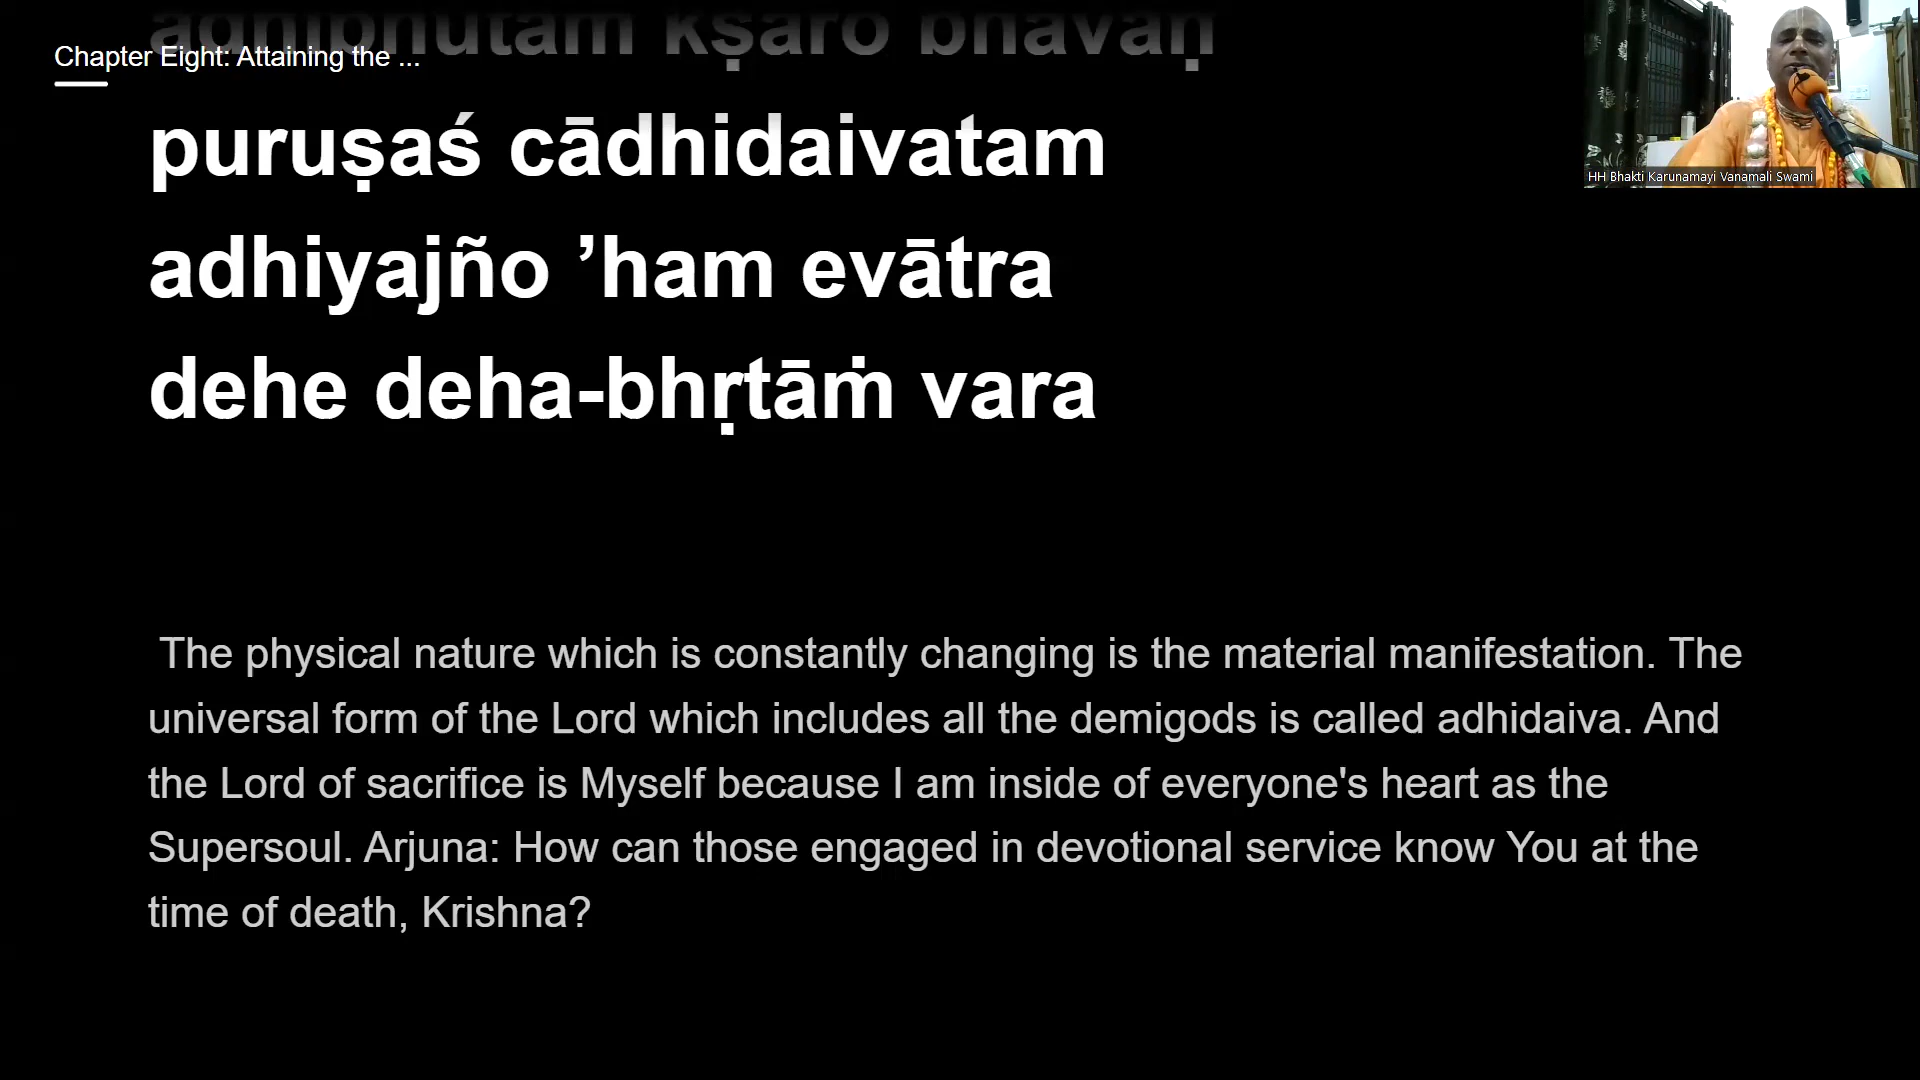 adhibhūtaṁ kṣaro bhāvaḥ
Chapter Eight: Attaining the ...
puruṣaś cādhidaivatam
adhiyajño ’ham evātra
dehe deha-bhṛtāṁ vara
HH Bhakti Karunamayi Vanamali Swami
The physical nature which is constantly changing is the material manifestation. The
universal form of the Lord which includes all the demigods is called adhidaiva. And
the Lord of sacrifice is Myself because I am inside of everyone's heart as the
Supersoul. Arjuna: How can those engaged in devotional service know You at the
time of death, Krishna?